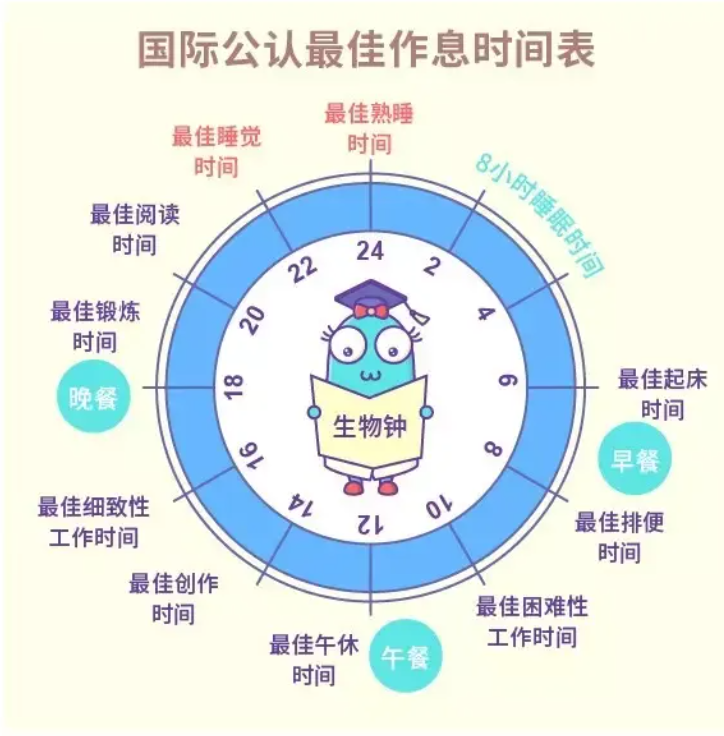 国际公认最佳作息时间表
最佳熟睡
时间
最佳睡觉
时间
8小时睡眠时间
最佳阅读
时间
24
22
2
20
4
最佳锻炼
时间
晚餐
18
6
最佳起床
时间
生物钟
早餐
16
8
最佳细致性
工作时间
14
12
10
最佳排便
时间
最佳创作
时间
最佳困难性
工作时间
最佳午休
时间
午餐